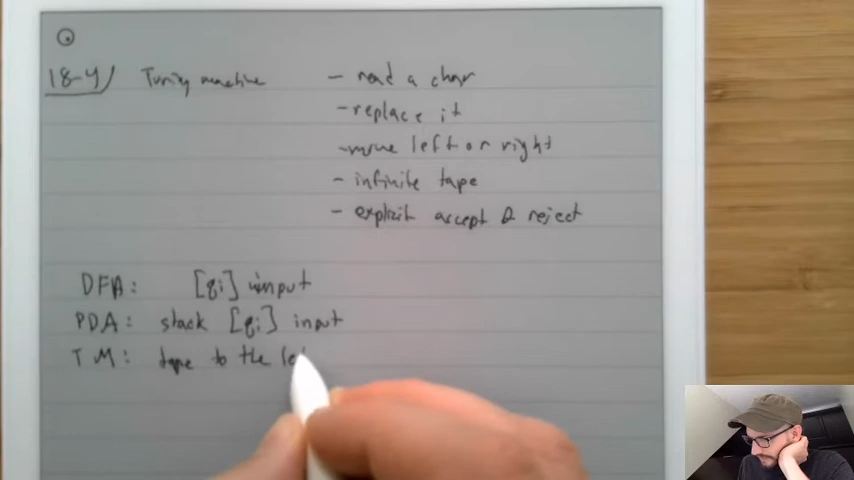 18-4/ Turing machine
- read a char
- replace it
- move left or right
- infinite tape
- explicit accept & reject
DFA: [qi] input
PDA: stack [qi] input
TM: tape to the le